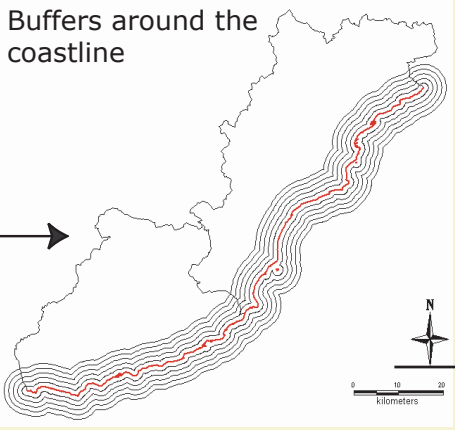 Buffers around the
coastline
N
0 10 20
kilometers